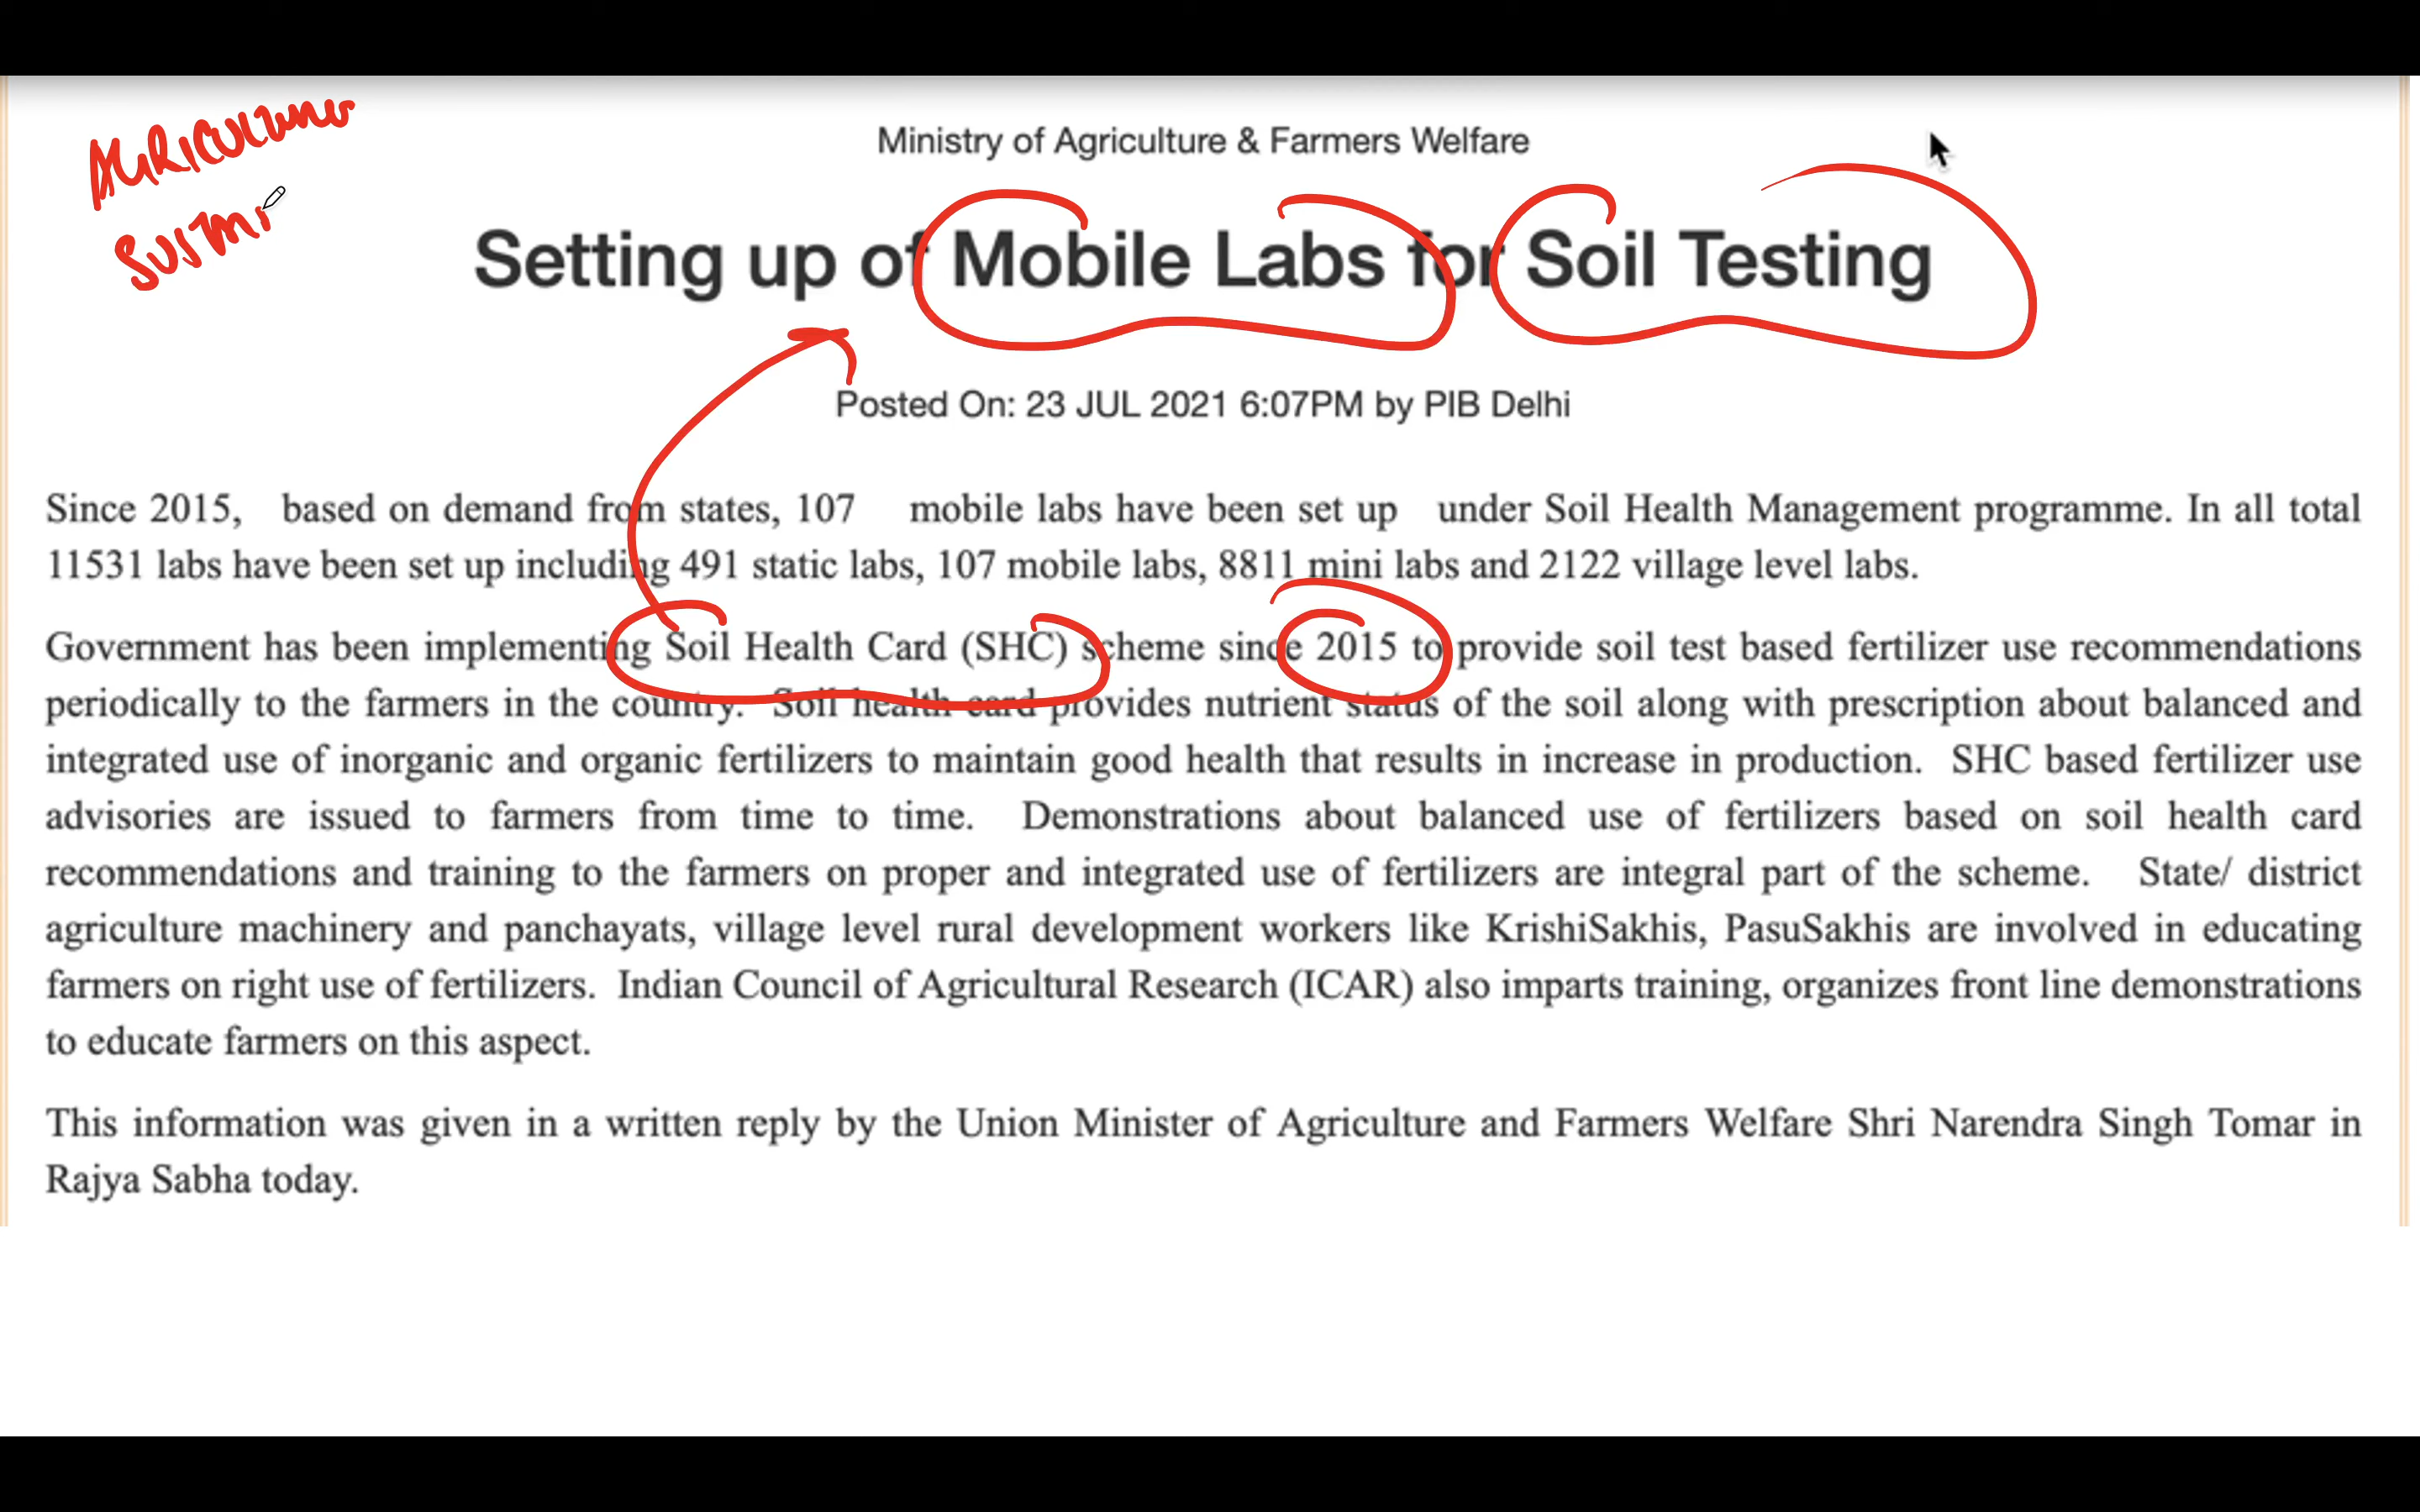 AGRICULTURE
Ministry of Agriculture & Farmers Welfare
Setting up of Mobile Labs for Soil Testing
Posted On: 23 JUL 2021 6:07PM by PIB Delhi
Since 2015, based on demand from states, 107 mobile labs have been set up under Soil Health Management programme. In all total
11531 labs have been set up including 491 static labs, 107 mobile labs, 8811 mini labs and 2122 village level labs.
Government has been implementing Soil Health Card (SHC) scheme since 2015 to provide soil test based fertilizer use recommendations
periodically to the farmers in the country. Soil health card provides nutrient status of the soil along with prescription about balanced and
integrated use of inorganic and organic fertilizers to maintain good health that results in increase in production. SHC based fertilizer use
advisories are issued to farmers from time to time. Demonstrations about balanced use of fertilizers based on soil health card
recommendations and training to the farmers on proper and integrated use of fertilizers are integral part of the scheme. State/ district
agriculture machinery and panchayats, village level rural development workers like KrishiSakhis, PasuSakhis are involved in educating
farmers on right use of fertilizers. Indian Council of Agricultural Research (ICAR) also imparts training, organizes front line demonstrations
to educate farmers on this aspect.
This information was given in a written reply by the Union Minister of Agriculture and Farmers Welfare Shri Narendra Singh Tomar in
Rajya Sabha today.